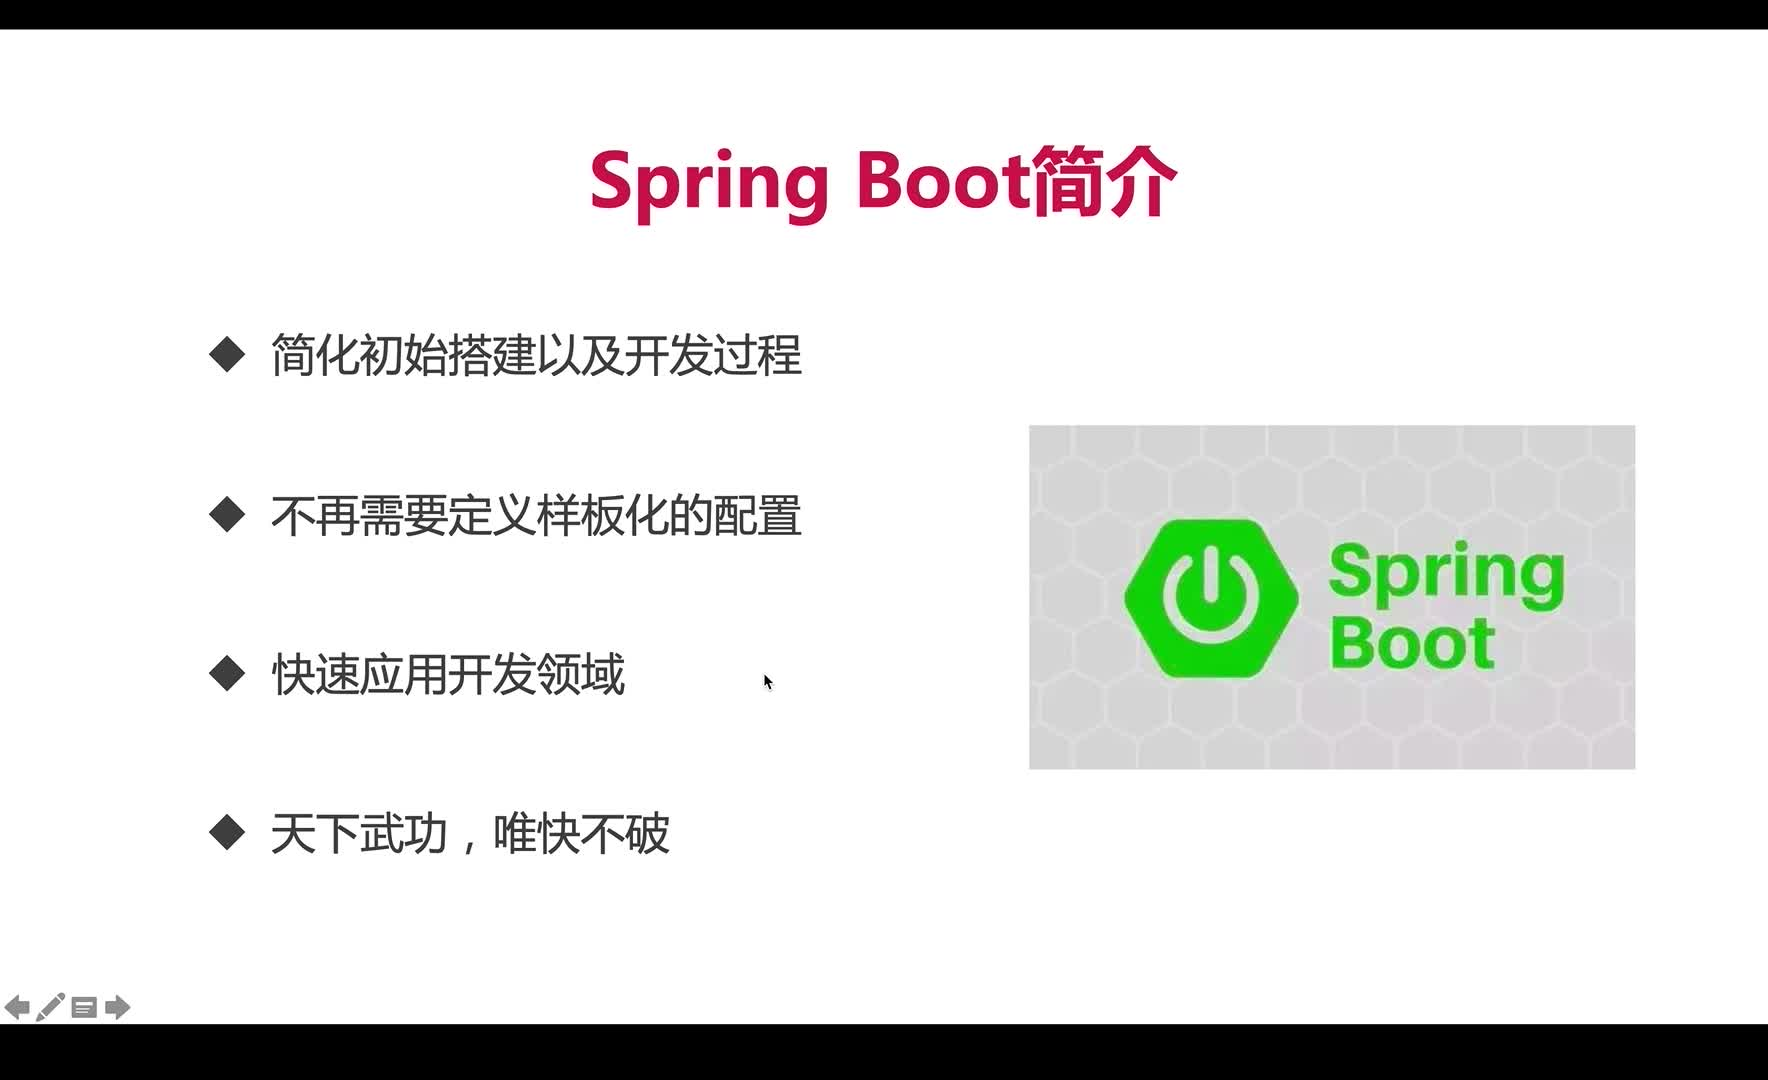 Spring Boot简介
简化初始搭建以及开发过程
不再需要定义样板化的配置
快速应用开发领域
天下武功，唯快不破
Spring
Boot